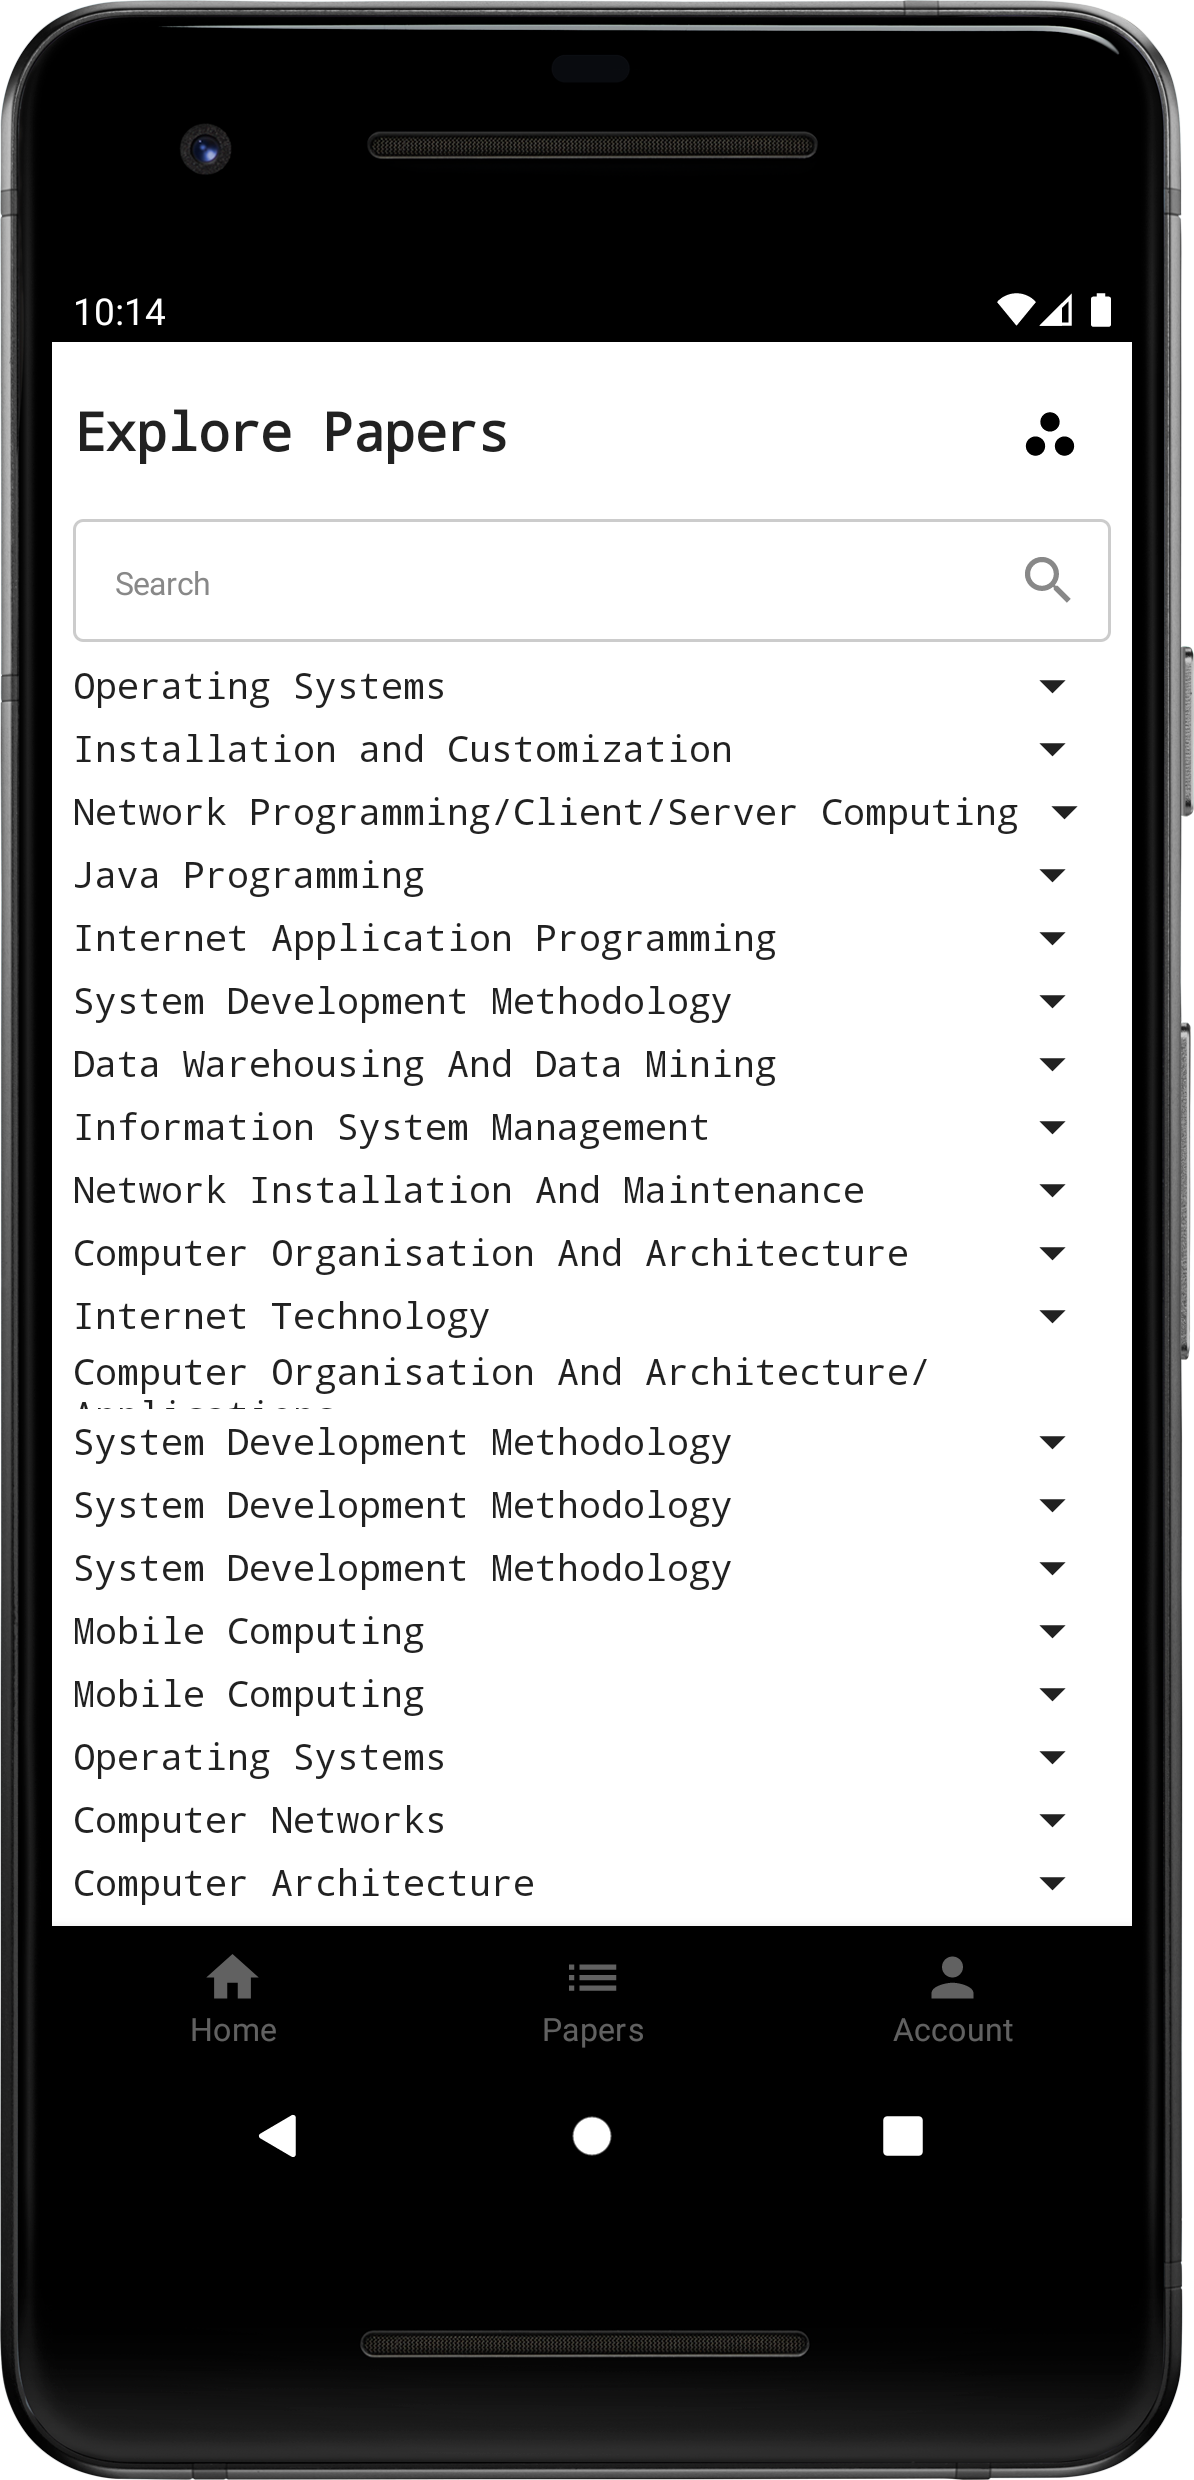 10:14
Explore Papers
Search
Operating Systems
Installation and Customization
Network Programming/Client/Server Computing
Java Programming
Internet Application Programming
System Development Methodology
Data Warehousing And Data Mining
Information System Management
Network Installation And Maintenance
Computer Organisation And Architecture
Internet Technology
Computer Organisation And Architecture/
Applications
System Development Methodology
System Development Methodology
System Development Methodology
Mobile Computing
Mobile Computing
Operating Systems
Computer Networks
Computer Architecture
Home
Papers
Account